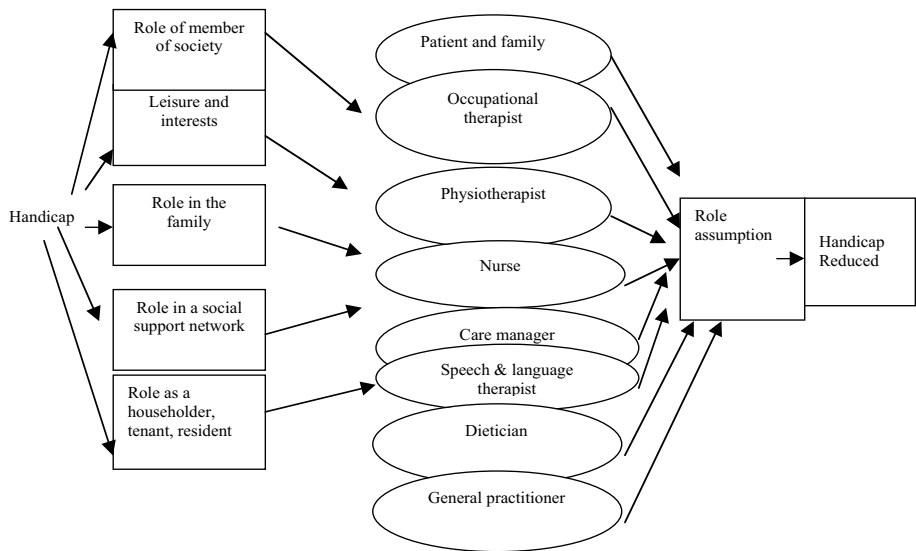 Handicap
Role of member
of society
Leisure and
interests
Role in the
family
Role in a social
support network
Role as a
householder,
tenant, resident
Patient and family
Occupational
therapist
Physiotherapist
Nurse
Care manager
Speech & language
therapist
Dietician
General practitioner
Role
assumption
Handicap
Reduced